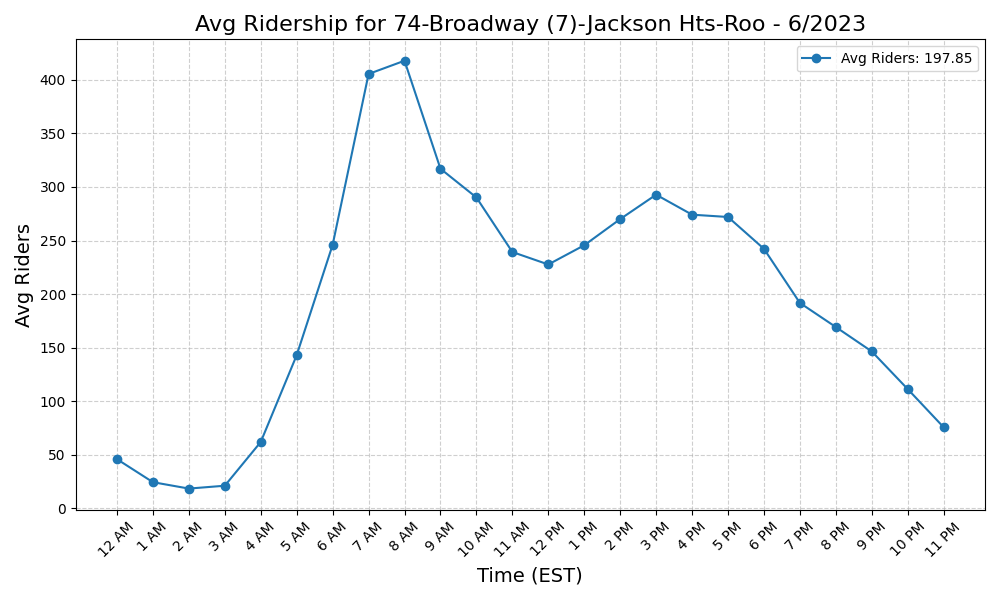 Avg Ridership for 74-Broadway (7)-Jackson Hts-Roo - 6/2023
Avg Riders: 197.85
Avg Riders
400
350
300
250
200
150
100
50
0
12 AM
1 AM
2 AM
3 AM
4 AM
5 AM
6 AM
7 AM
8 AM
9 AM
10 AM
11 AM
12 PM
1 PM
2 PM
3 PM
4 PM
5 PM
6 PM
7 PM
8 PM
9 PM
10 PM
11 PM
Time (EST)